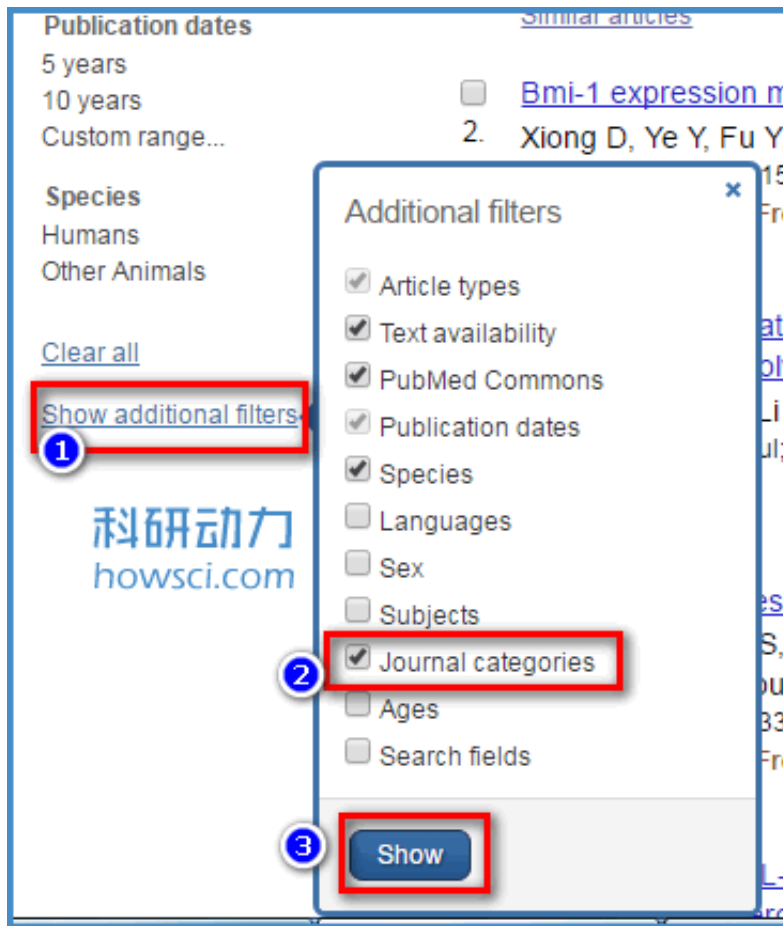 Publication dates
5 years
10 years
Custom range...
Species
Humans
Other Animals
Clear all
Show additional filters
1
科研动力
howsci.com
Similar articles
Bmi-1 expression
2. Xiong D, Ye Y, Fu Y
Additional filters
×
Article types
Text availability
PubMed Commons
Publication dates
Species
Languages
Sex
Subjects
2
Journal categories
Ages
Search fields
3
Show